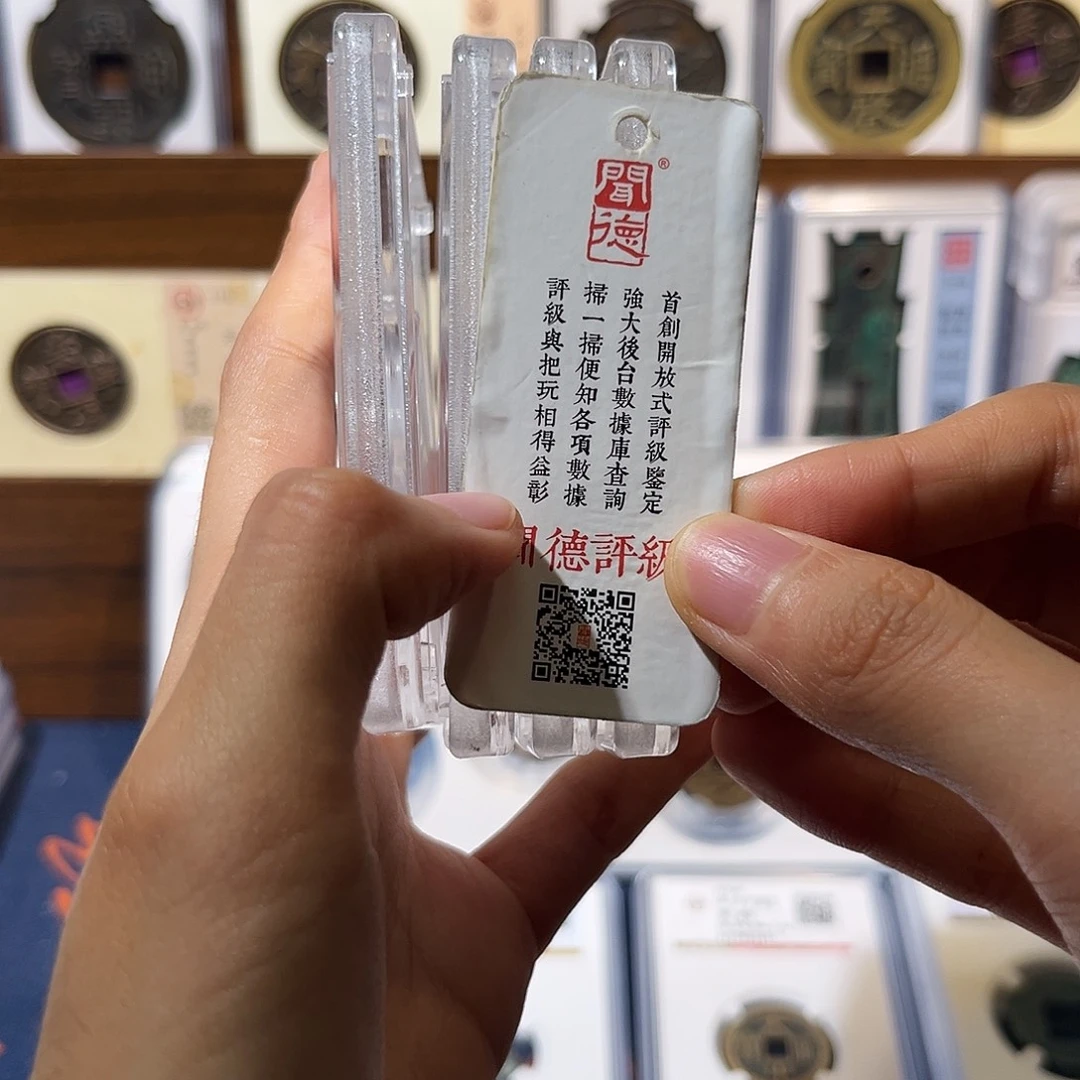 聞德®
首創開放式評級鑒定
強大後台數據庫查詢
掃一掃便知各項數據
評級與把玩相得益彰
聞德評級